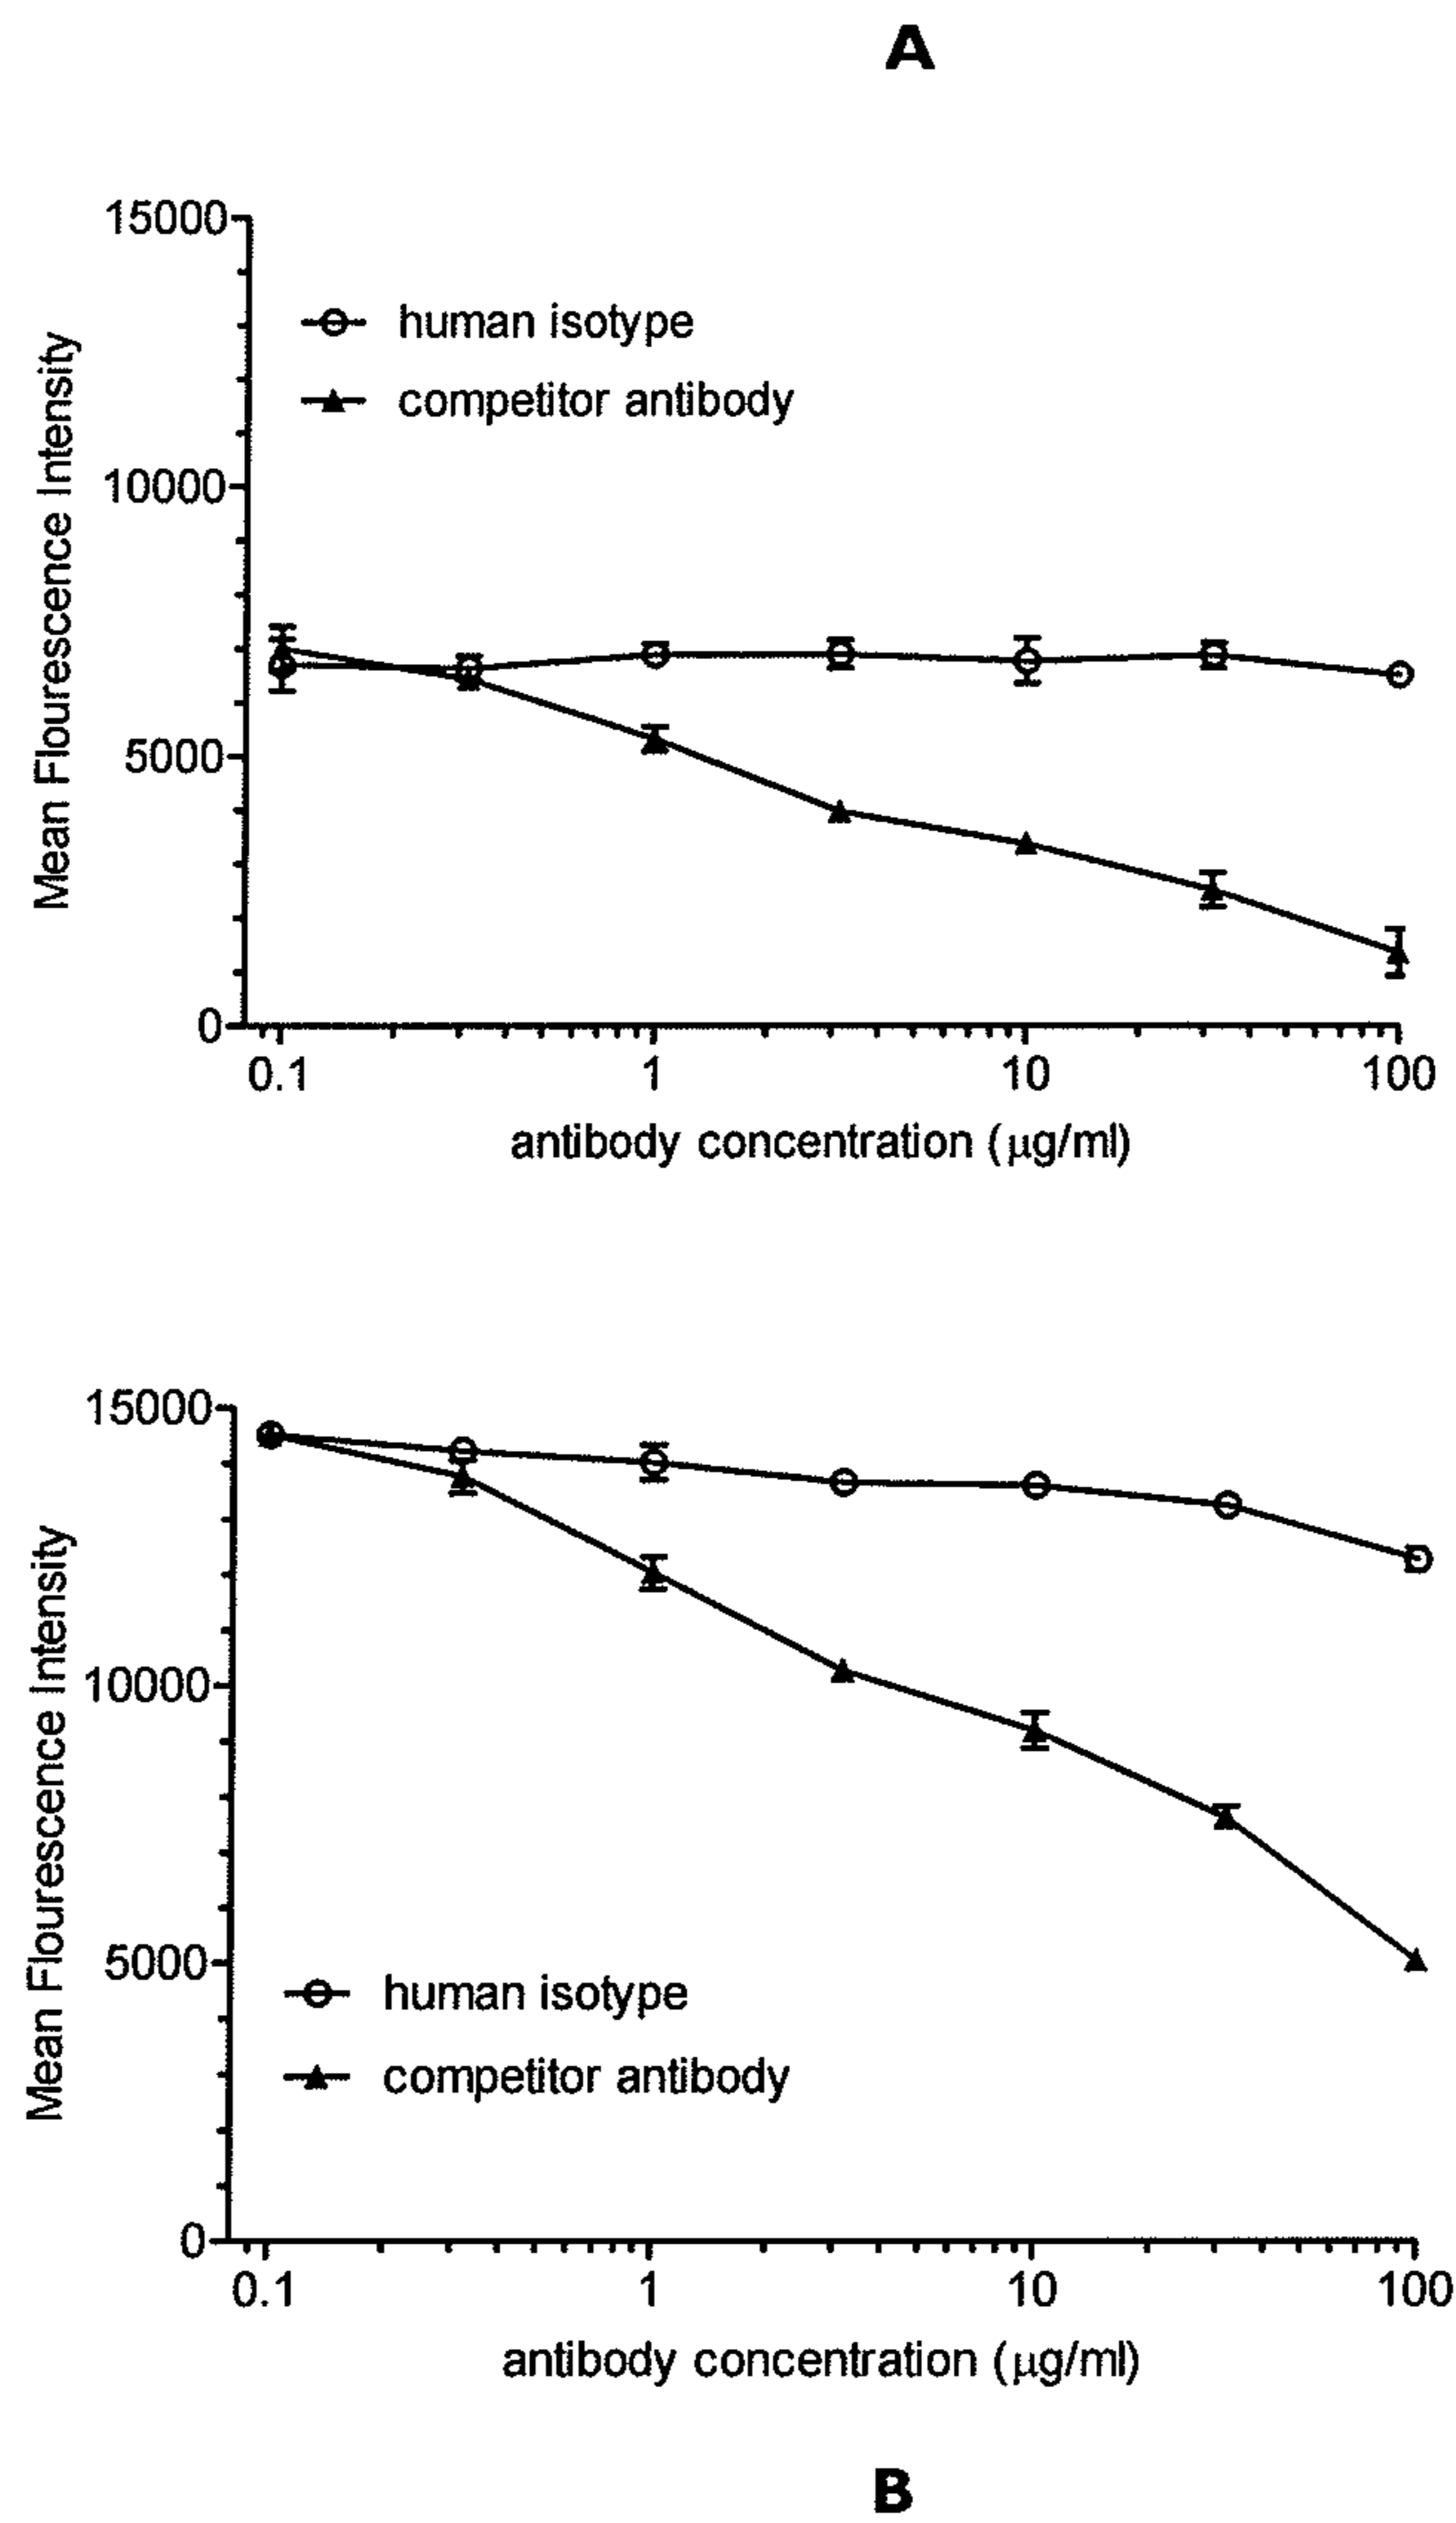 A
15000
human isotype
competitor antibody
10000
5000
0
Mean Flourescence Intensity
0.1 1 10 100
antibody concentration (µg/ml)
15000
10000
5000
human isotype
competitor antibody
0
Mean Flourescence Intensity
0.1 1 10 100
antibody concentration (µg/ml)
B